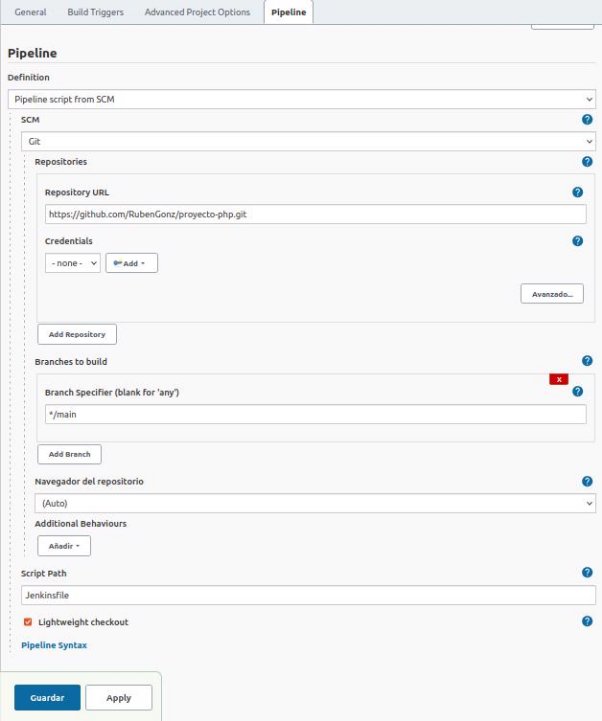 General Build Triggers Advanced Project Options Pipeline
Pipeline
Definition
Pipeline script from SCM
SCM
?
Git
Repositories
?
Repository URL
?
https://github.com/RubenGonz/proyecto-php.git
Credentials
?
- none -
Add
Avanzado...
Add Repository
Branches to build
?
X
Branch Specifier (blank for 'any')
?
*/main
Add Branch
Navegador del repositorio
?
(Auto)
Additional Behaviours
Añadir
Script Path
?
Jenkinsfile
Lightweight checkout
?
Pipeline Syntax
Guardar Apply